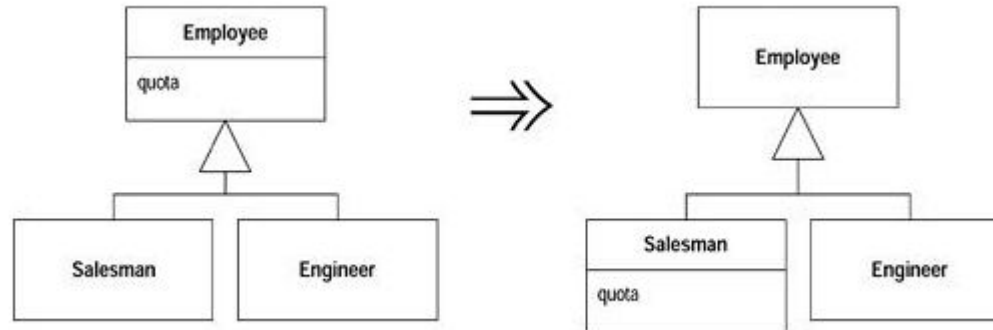 Employee
quota
Salesman
Engineer
Employee
Salesman
quota
Engineer